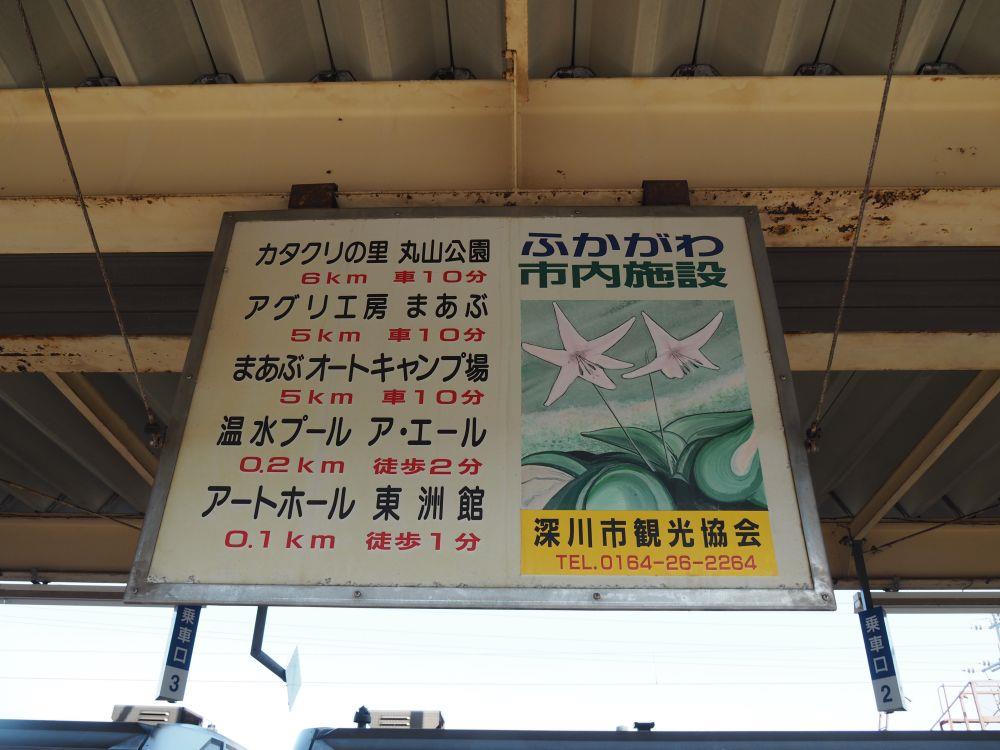 カタクリの里 丸山公園
6km 車10分
アグリ工房 まあぶ
5km 車10分
まあぶオートキャンプ場
5km 車10分
温水プール ア・エール
0.2km 徒歩2分
アートホール 東洲館
0.1km 徒歩1分
ふかがわ
市内施設
深川市観光協会
TEL.0164-26-2264
乗車口
3
乗車口
2